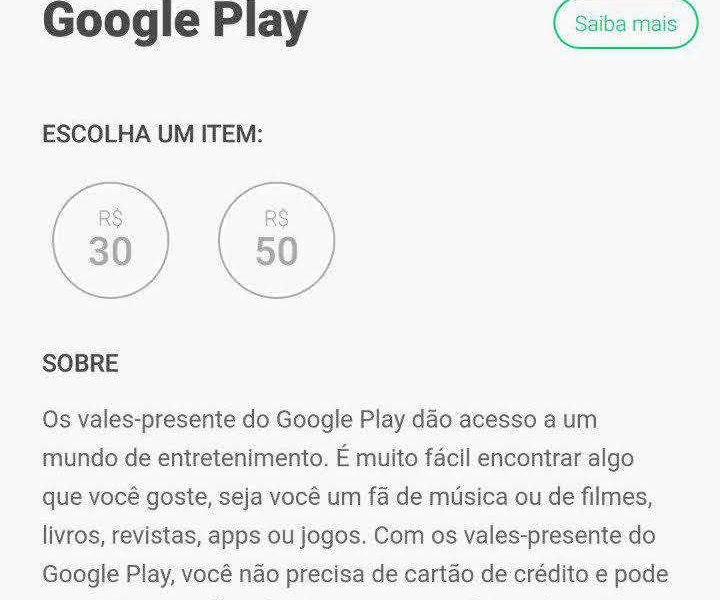 Google Play
Saiba mais
ESCOLHA UM ITEM:
R$
30
R$
50
SOBRE
Os vales-presente do Google Play dão acesso a um
mundo de entretenimento. É muito fácil encontrar algo
que você goste, seja você um fã de música ou de filmes,
livros, revistas, apps ou jogos. Com os vales-presente do
Google Play, você não precisa de cartão de crédito e pode